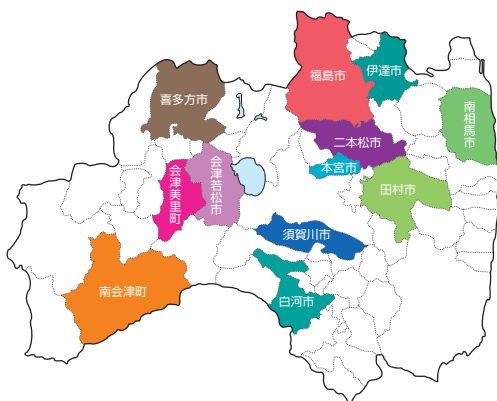 福島市
伊達市
喜多方市
南相馬市
二本松市
本宮市
会津若松市
会津美里町
田村市
須賀川市
南会津町
白河市